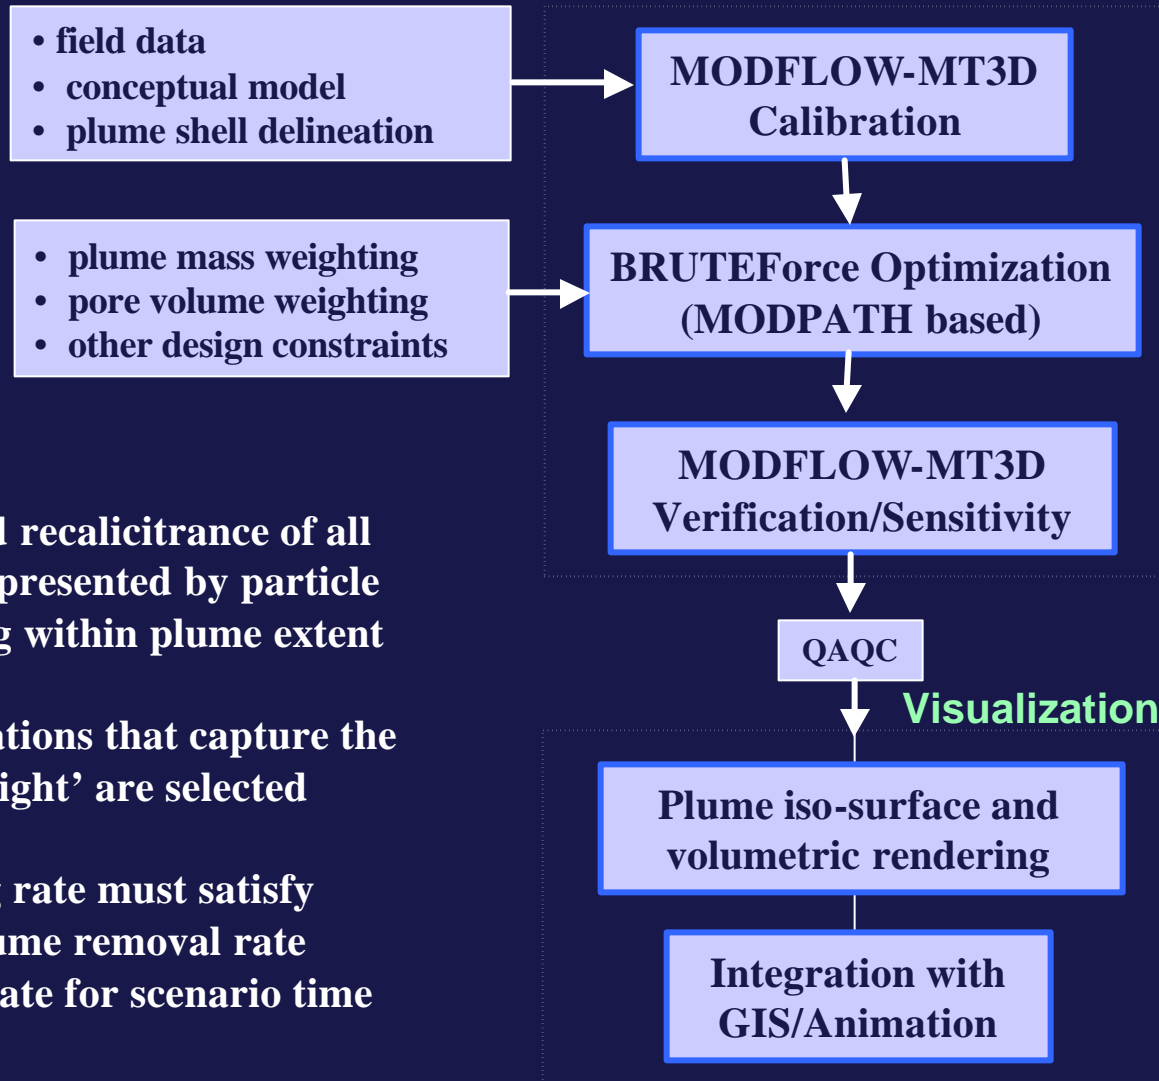 • field data
• conceptual model
• plume shell delineation
MODFLOW-MT3D
Calibration
• plume mass weighting
• pore volume weighting
• other design constraints
BRUTEForce Optimization
(MODPATH based)
MODFLOW-MT3D
Verification/Sensitivity
recalicitrance of all
presented by particle
within plume extent
QAQC
Visualization
ations that capture the
ight’ are selected
Plume iso-surface and
volumetric rendering
rate must satisfy
ume removal rate
ate for scenario time
Integration with
GIS/Animation